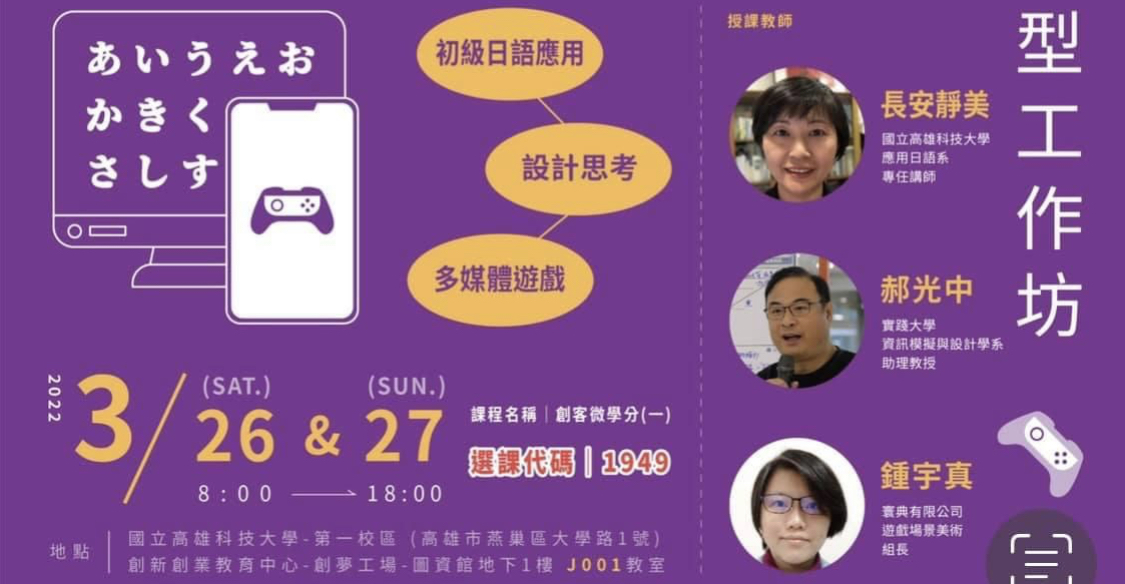 あいうえお
かきく
さしす
初級日語應用
設計思考
多媒體遊戲
2022
3/
(SAT.) (SUN.)
26 & 27
8:00 18:00
課程名稱｜創客微學分(一)
選課代碼｜1949
地點
國立高雄科技大學-第一校區 (高雄市燕巢區大學路1號)
創新創業教育中心-創夢工場-圖資館地下1樓 J001教室
授課教師
長安靜美
國立高雄科技大學
應用日語系
專任講師
郝光中
實踐大學
資訊模擬與設計學系
助理教授
鍾宇真
寰典有限公司
遊戲場景美術
組長
型工作坊